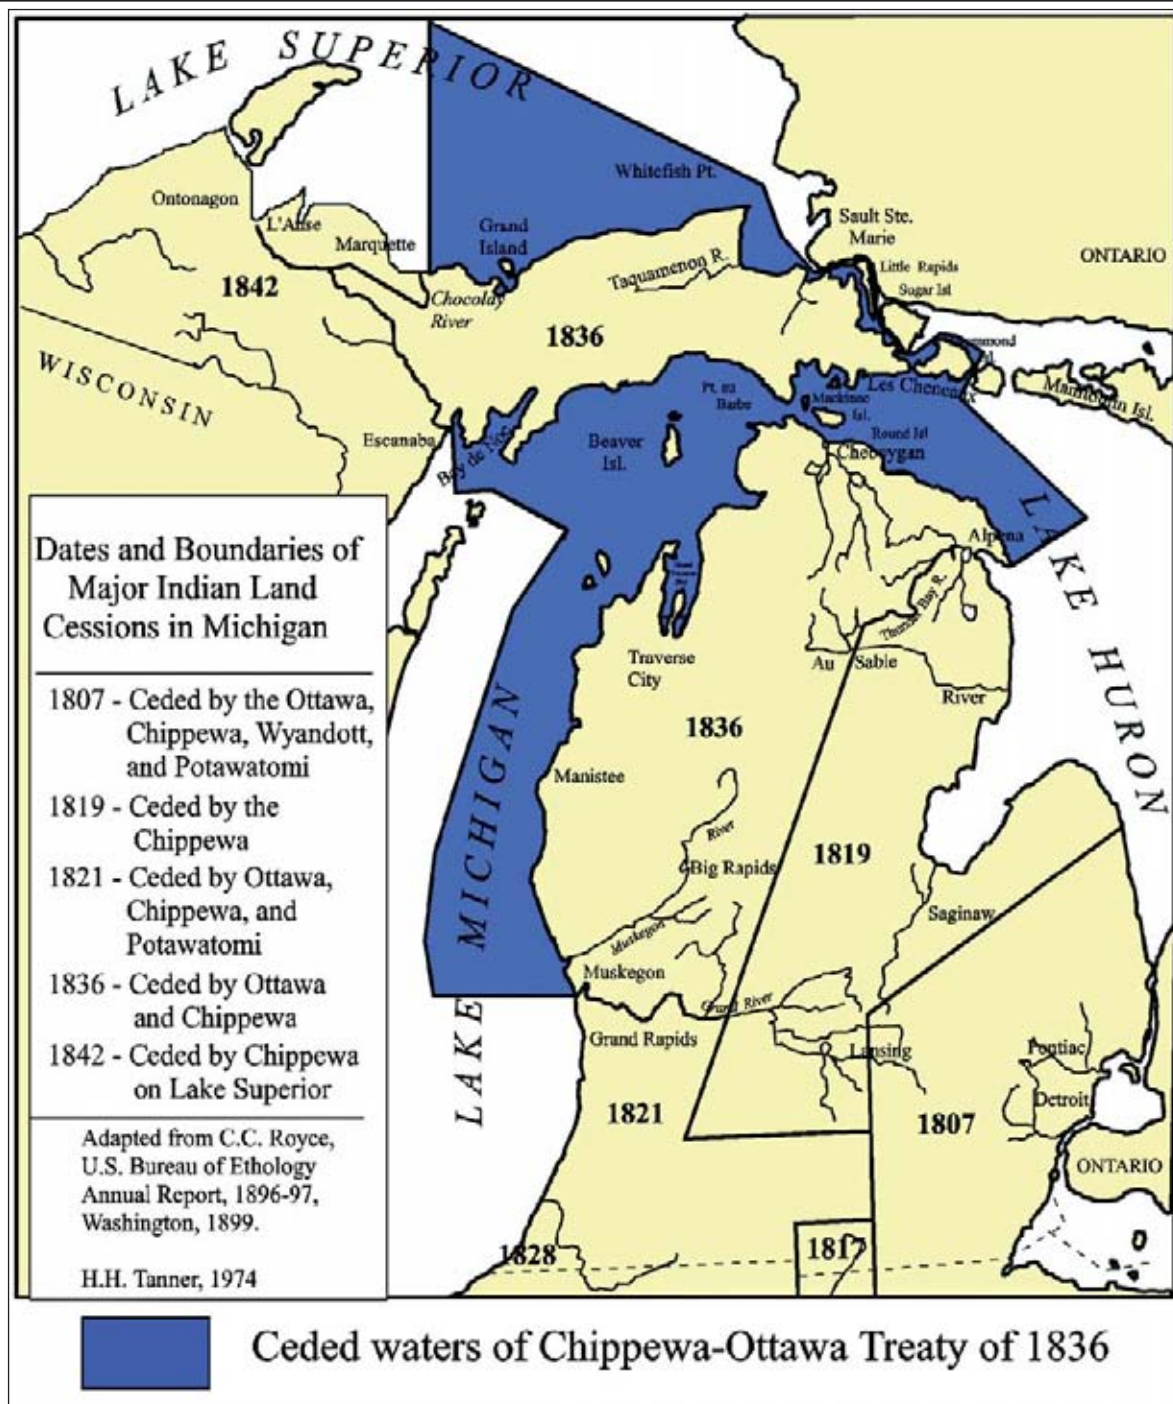 LAKE SUPERIOR
Whitefish Pt.
Ontonagon
L'Anse
Marquette
Grand
Island
Sault Ste.
Marie
ONTARIO
Little Rapids
Sugar Isl
Taquamenon R.
1842
Chocolay
River
1836
WISCONSIN
Les Cheneaux
Manitoulin Isl.
Pt. au
Barbe
Mackinac
Isl.
Round Isl
Escanaba
Bay de Noc
Beaver
Isl.
Cheboygan
LAKE HURON
Alpena
Thunder Bay R.
Traverse
City
Au Sable
River
1836
LAKE MICHIGAN
Manistee
River
Big Rapids
1819
Saginaw
Muskegon
Muskegon
Grand River
Grand Rapids
Lansing
Pontiac
Detroit
1821
1807
ONTARIO
1828
1817
Dates and Boundaries of
Major Indian Land
Cessions in Michigan
1807 - Ceded by the Ottawa,
Chippewa, Wyandott,
and Potawatomi
1819 - Ceded by the
Chippewa
1821 - Ceded by Ottawa,
Chippewa, and
Potawatomi
1836 - Ceded by Ottawa
and Chippewa
1842 - Ceded by Chippewa
on Lake Superior
Adapted from C.C. Royce,
U.S. Bureau of Ethology
Annual Report, 1896-97,
Washington, 1899.
H.H. Tanner, 1974
Ceded waters of Chippewa-Ottawa Treaty of 1836